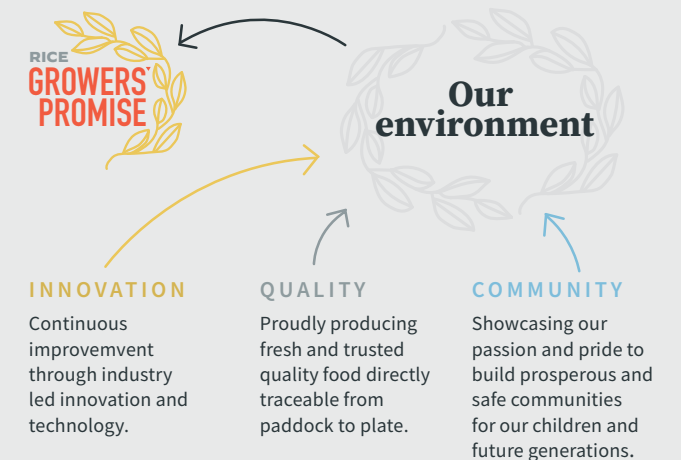 RICE
GROWERS'
PROMISE
Our
environment
INNOVATION
Continuous
improvemvent
through industry
led innovation and
technology.
QUALITY
Proudly producing
fresh and trusted
quality food directly
traceable from
paddock to plate.
COMMUNITY
Showcasing our
passion and pride to
build prosperous and
safe communities
for our children and
future generations.